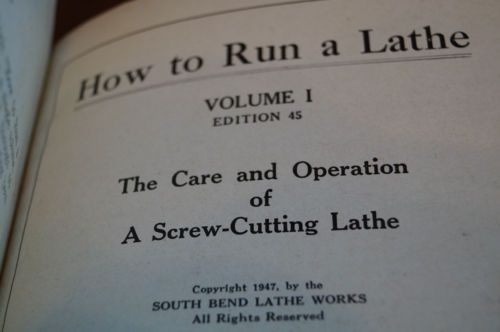 How to Run a Lathe
VOLUME I
EDITION 45
The Care and Operation
of
A Screw-Cutting Lathe
Copyright 1947, by the
SOUTH BEND LATHE WORKS
All Rights Reserved